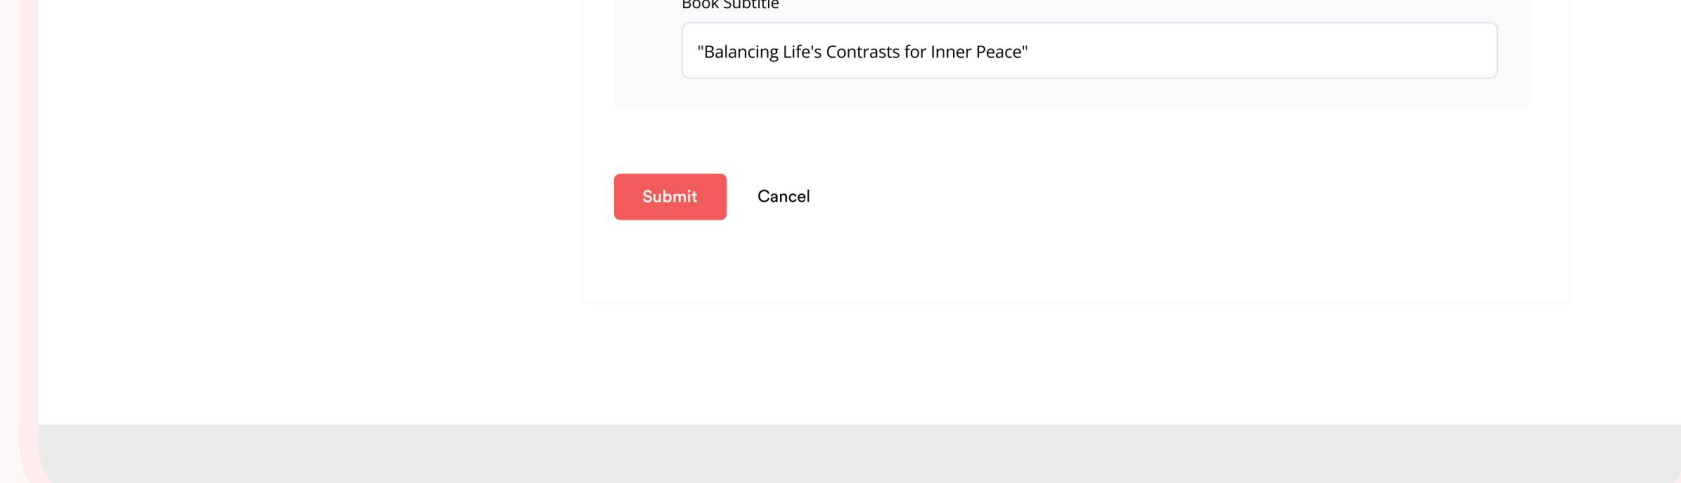 Book Subtitle
"Balancing Life's Contrasts for Inner Peace"
Submit Cancel